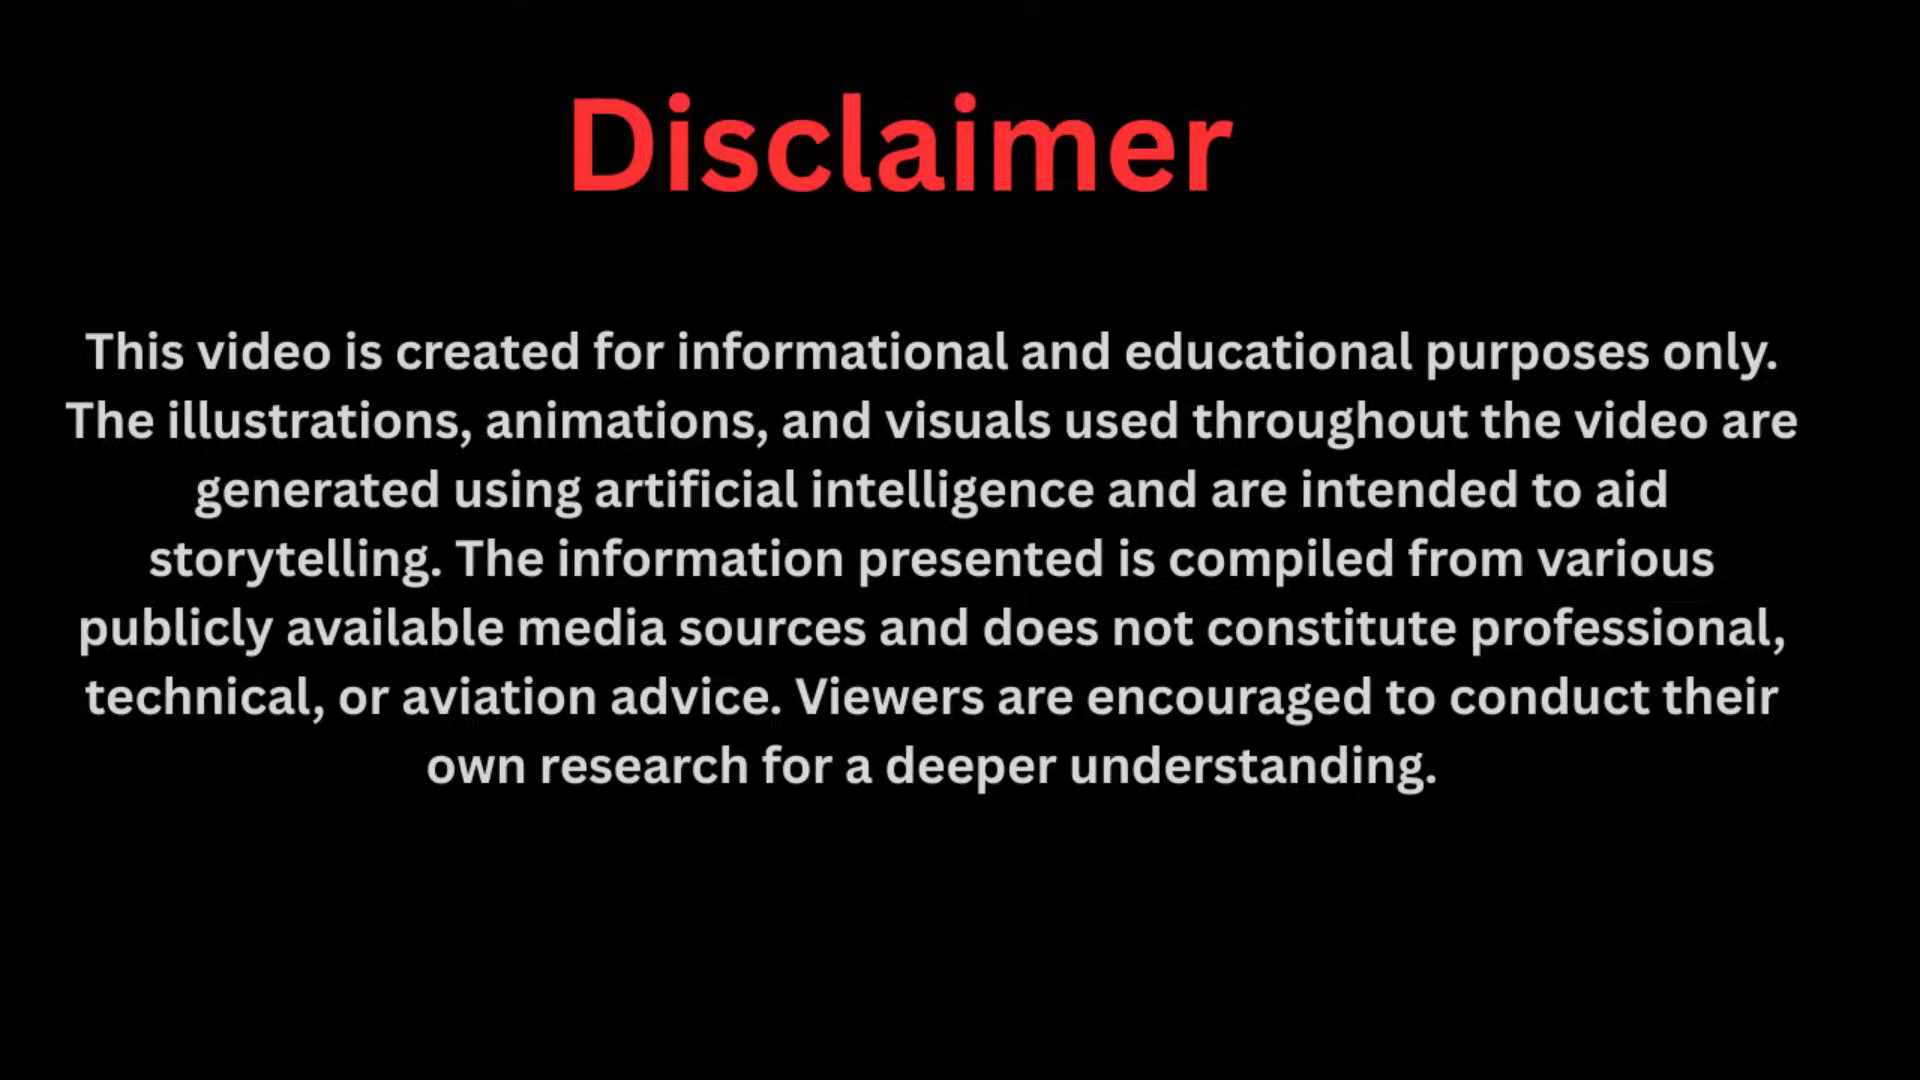 Disclaimer
This video is created for informational and educational purposes only.
The illustrations, animations, and visuals used throughout the video are
generated using artificial intelligence and are intended to aid
storytelling. The information presented is compiled from various
publicly available media sources and does not constitute professional,
technical, or aviation advice. Viewers are encouraged to conduct their
own research for a deeper understanding.